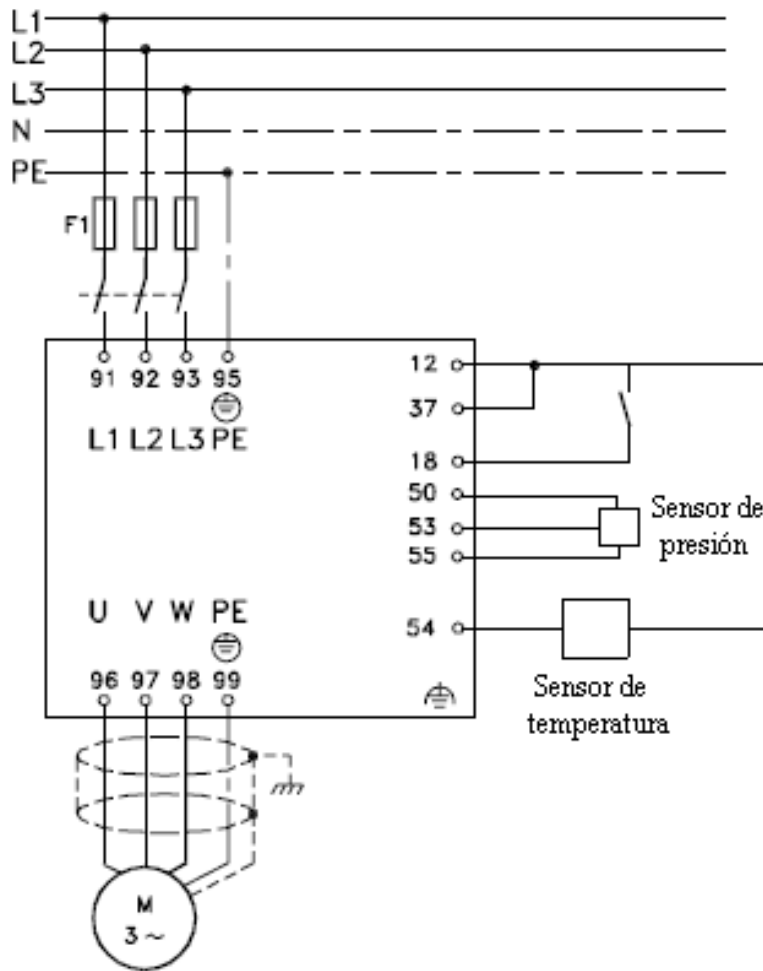 L1
L2
L3
N
PE
F1
91 92 93 95
L1 L2 L3 PE
12
37
18
50
53
55
Sensor de
presión
54
Sensor de
temperatura
U V W PE
96 97 98 99
M
3 ~